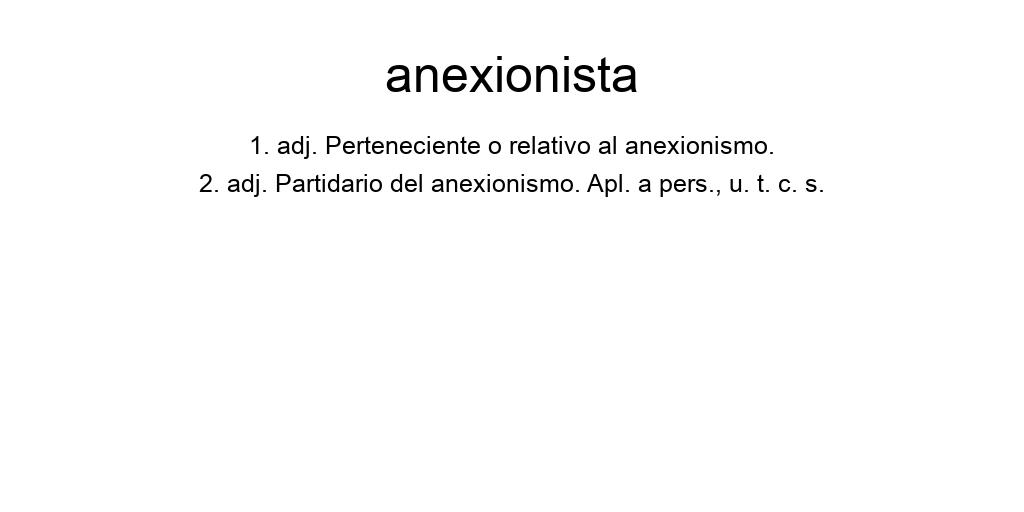 anexionista
1. adj. Perteneciente o relativo al anexionismo.
2. adj. Partidario del anexionismo. Apl. a pers., u. t. c. s.